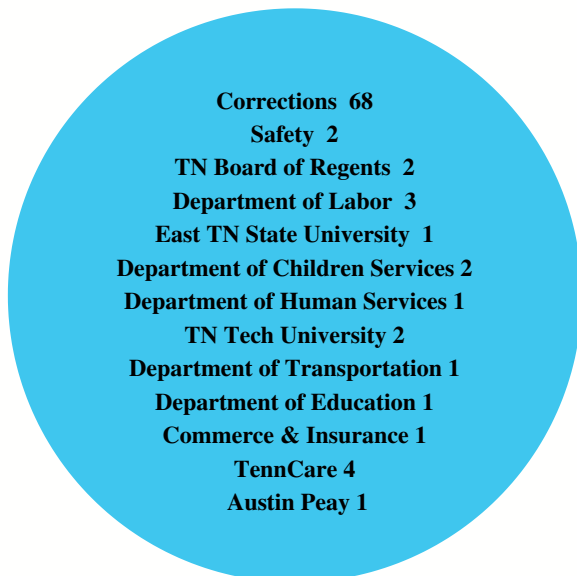 Corrections 68
Safety 2
TN Board of Regents 2
Department of Labor 3
East TN State University 1
Department of Children Services 2
Department of Human Services 1
TN Tech University 2
Department of Transportation 1
Department of Education 1
Commerce & Insurance 1
TennCare 4
Austin Peay 1